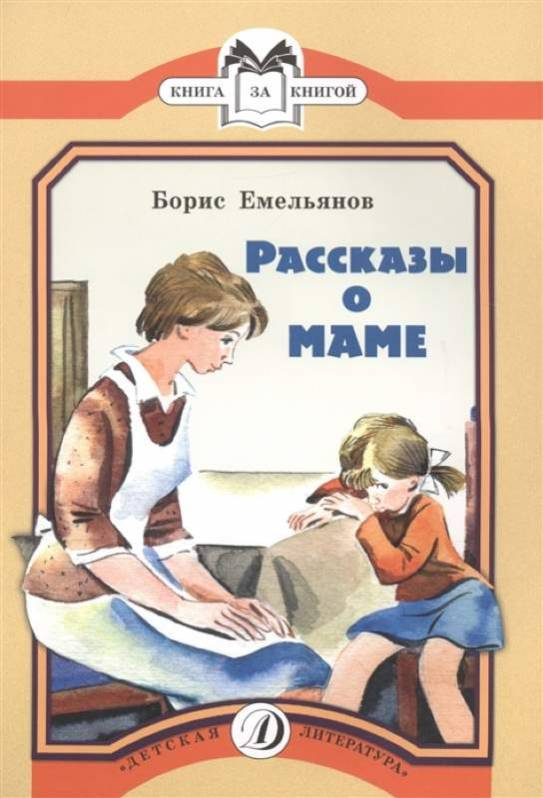 КНИГА ЗА КНИГОЙ
Борис Емельянов
Рассказы
о
маме
Д
"ДЕТСКАЯ ЛИТЕРАТУРА"